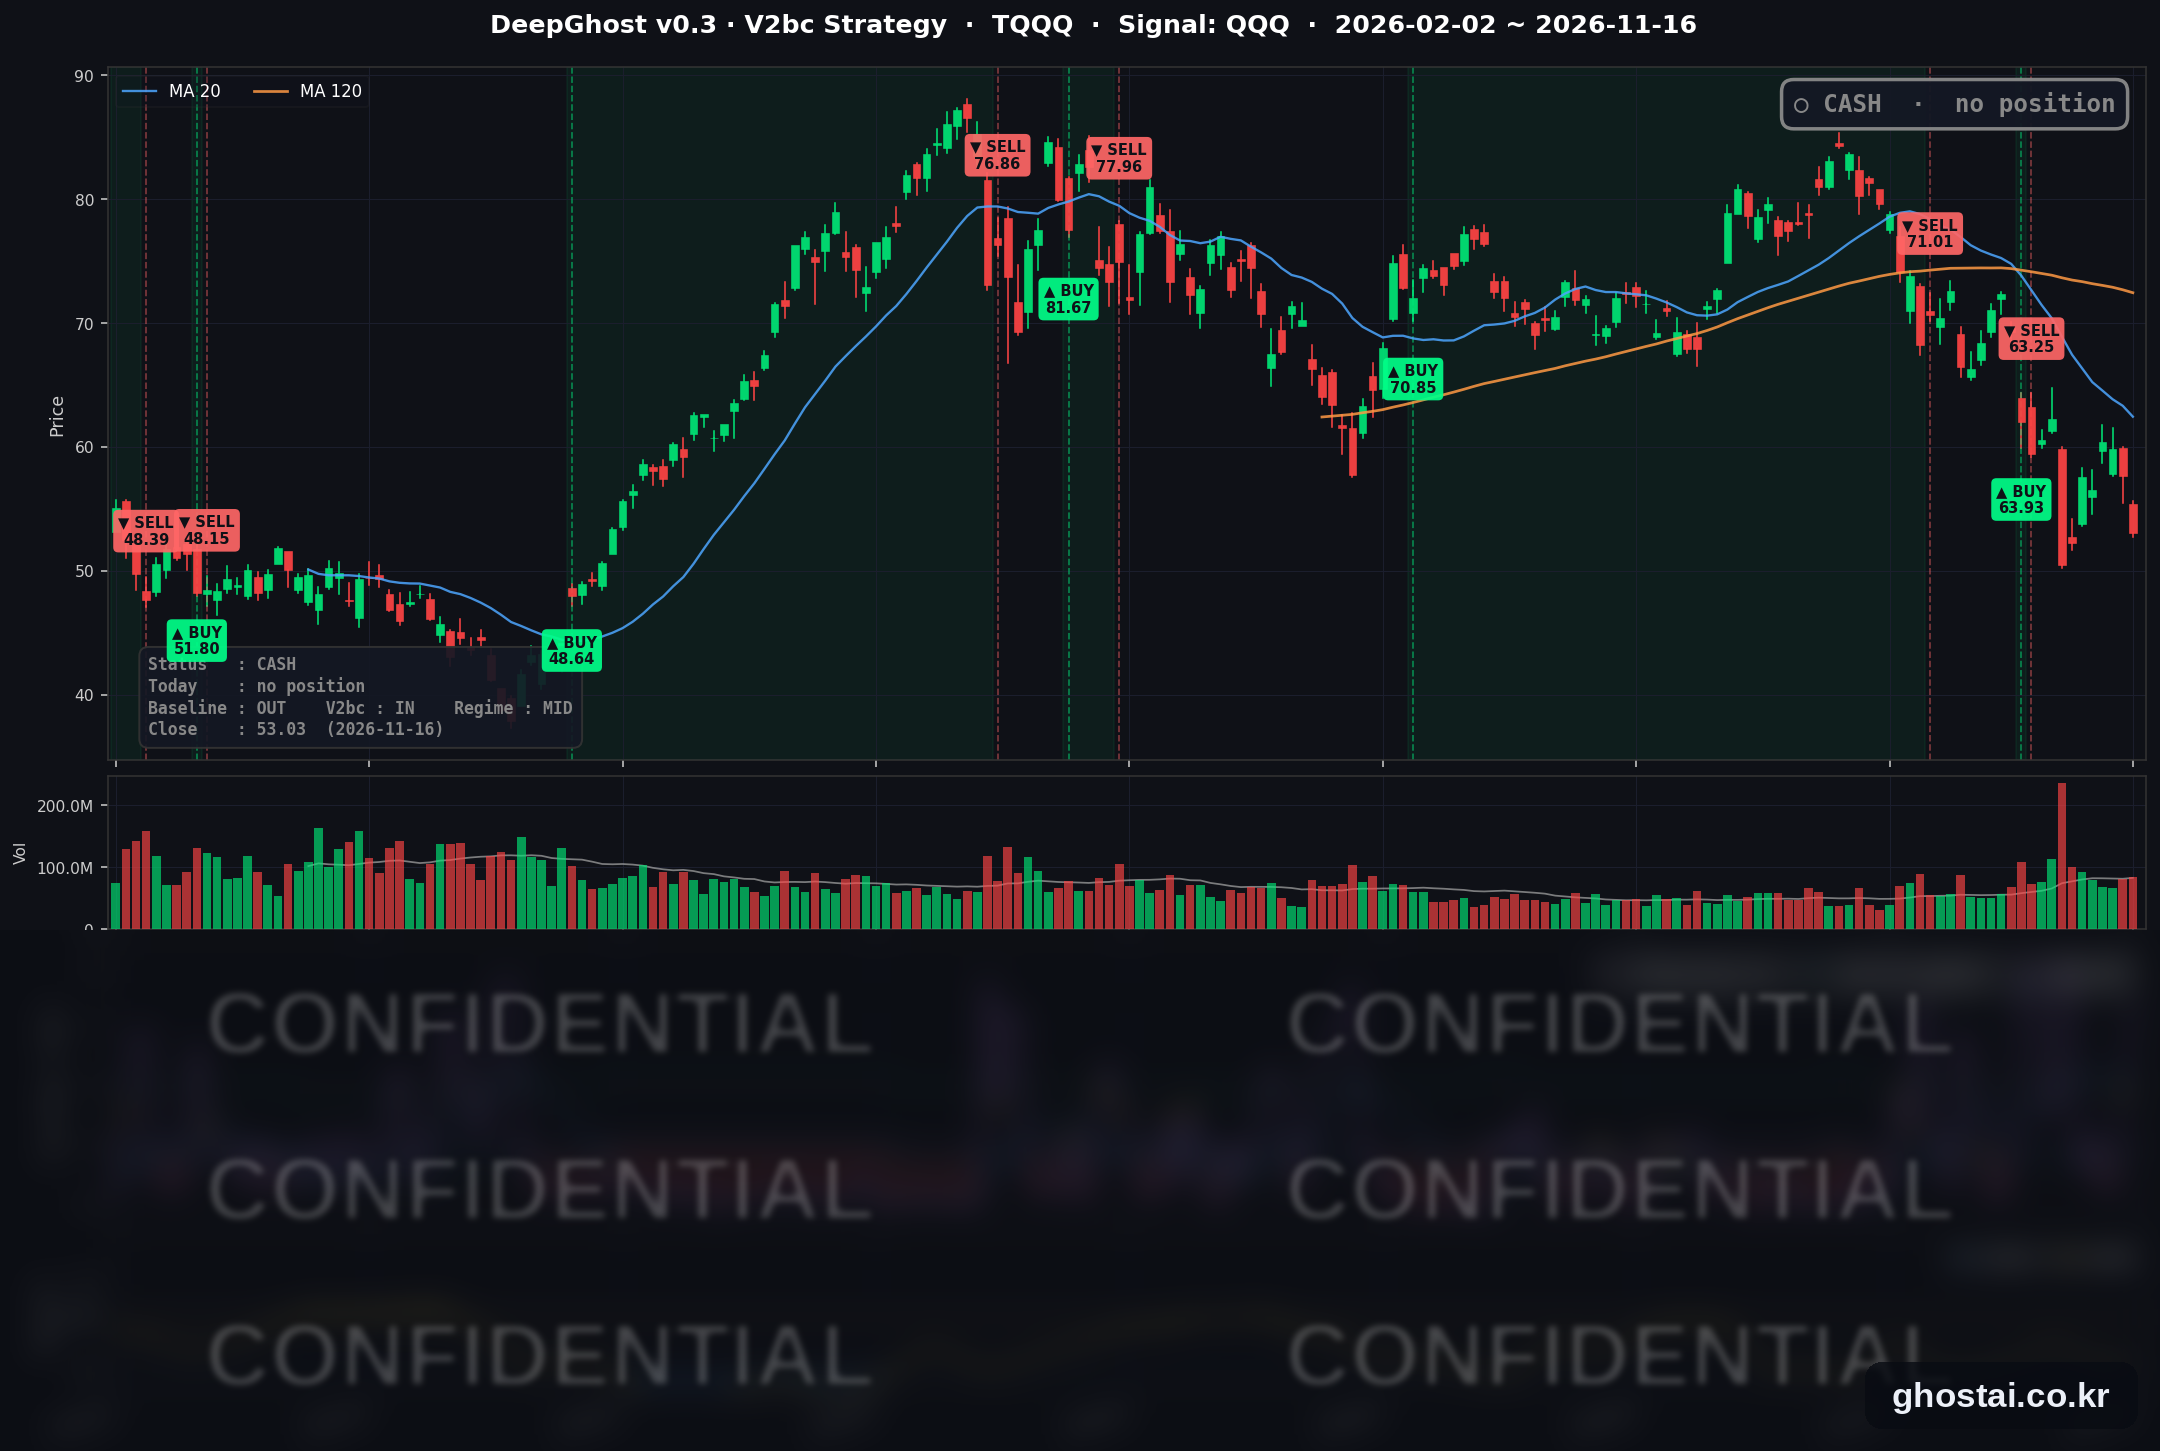 DeepGhost v0.3 · V2bc Strategy · TQQQ · Signal: QQQ · 2026-02-02 ~ 2026-11-16
90
MA 20 MA 120
○ CASH · no position
▼ SELL
76.86
▼ SELL
77.96
80
▼ SELL
71.01
▲ BUY
81.67
70
▼ SELL
63.25
▲ BUY
70.85
Price
60
▲ BUY
63.93
▼ SELL
48.39
▼ SELL
48.15
50
▲ BUY
51.80
▲ BUY
48.64
40
Status : CASH
Today : no position
Baseline : OUT V2bc : IN Regime : MID
Close : 53.03 (2026-11-16)
200.0M
Vol
100.0M
0
CONFIDENTIAL CONFIDENTIAL
CONFIDENTIAL CONFIDENTIAL
CONFIDENTIAL CONFIDENTIAL
ghostai.co.kr